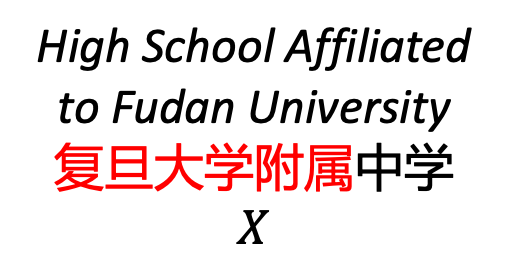 High School Affiliated
to Fudan University
复旦大学附属中学
X